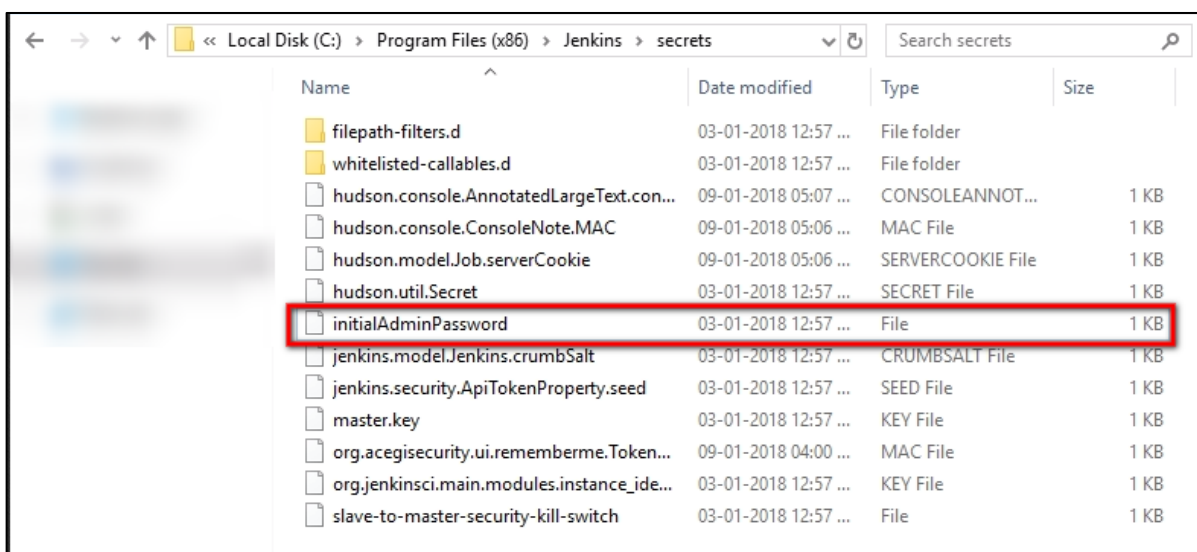 « Local Disk (C:) > Program Files (x86) > Jenkins > secrets Search secrets
Name Date modified Type Size
filepath-filters.d 03-01-2018 12:57 ... File folder
whitelisted-callables.d 03-01-2018 12:57 ... File folder
hudson.console.AnnotatedLargeText.con... 09-01-2018 05:07 ... CONSOLEANNOT... 1 KB
hudson.console.ConsoleNote.MAC 09-01-2018 05:06 ... MAC File 1 KB
hudson.model.Job.serverCookie 09-01-2018 05:06 ... SERVERCOOKIE File 1 KB
hudson.util.Secret 03-01-2018 12:57 ... SECRET File 1 KB
initialAdminPassword 03-01-2018 12:57 ... File 1 KB
jenkins.model.Jenkins.crumbSalt 03-01-2018 12:57 ... CRUMBSALT File 1 KB
jenkins.security.ApiTokenProperty.seed 03-01-2018 12:57 ... SEED File 1 KB
master.key 03-01-2018 12:57 ... KEY File 1 KB
org.acegisecurity.ui.rememberme.Token... 09-01-2018 04:00 ... MAC File 1 KB
org.jenkinsci.main.modules.instance_ide... 03-01-2018 12:57 ... KEY File 1 KB
slave-to-master-security-kill-switch 03-01-2018 12:57 ... File 1 KB